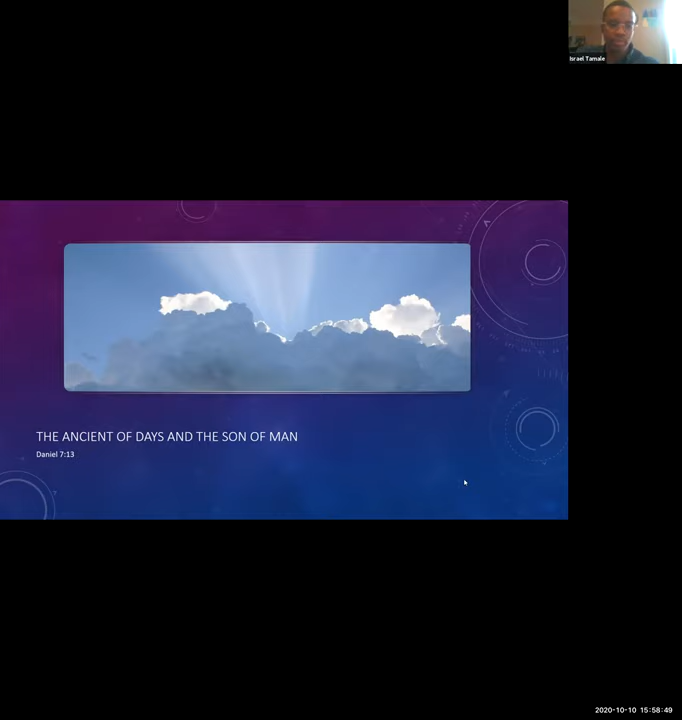 Israel Tamale
THE ANCIENT OF DAYS AND THE SON OF MAN
Daniel 7:13
2020-10-10 15:58:49